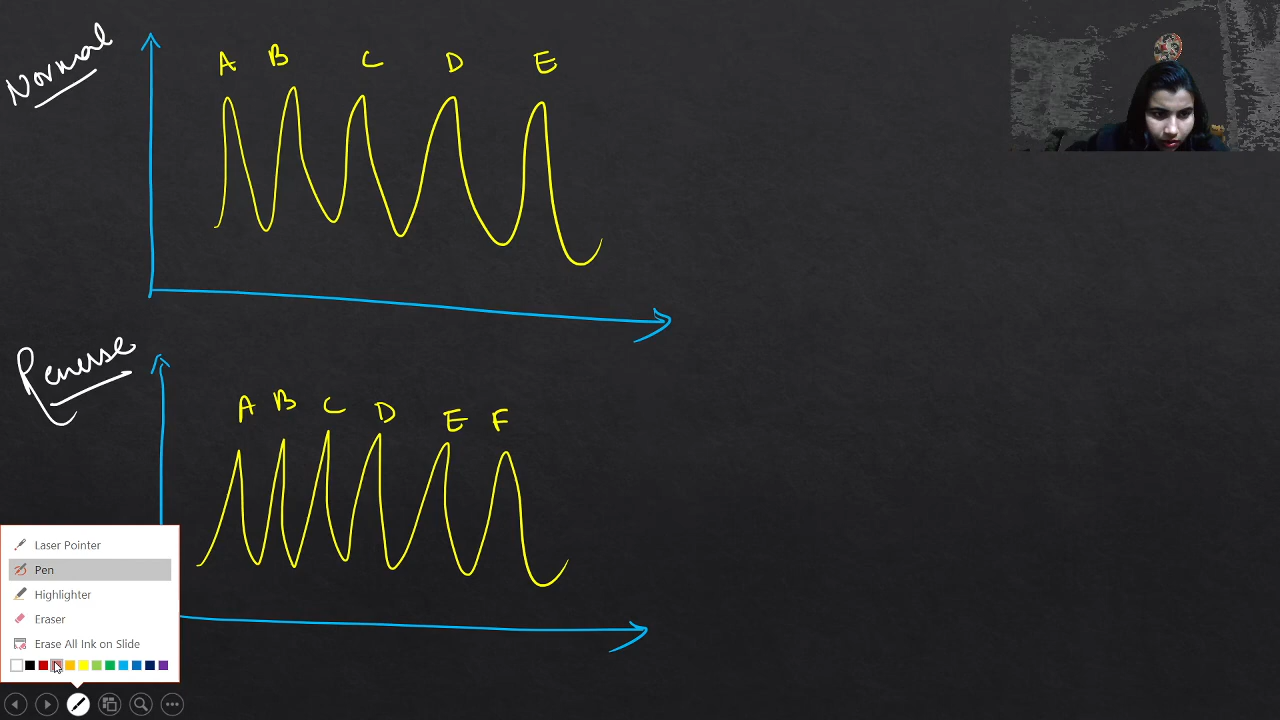 Normal
A B C D E
Reverse
A B C D E F
Laser Pointer
Pen
Highlighter
Eraser
Erase All Ink on Slide